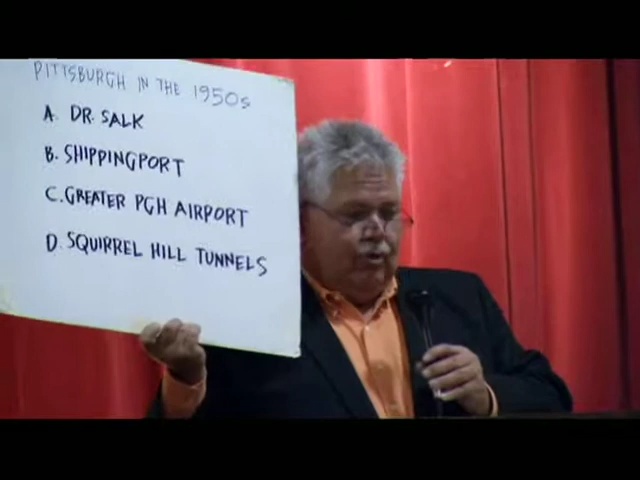 PITTSBURGH IN THE 1950s
A. DR. SALK
B. SHIPPINGPORT
C. GREATER PGH AIRPORT
D. SQUIRREL HILL TUNNELS